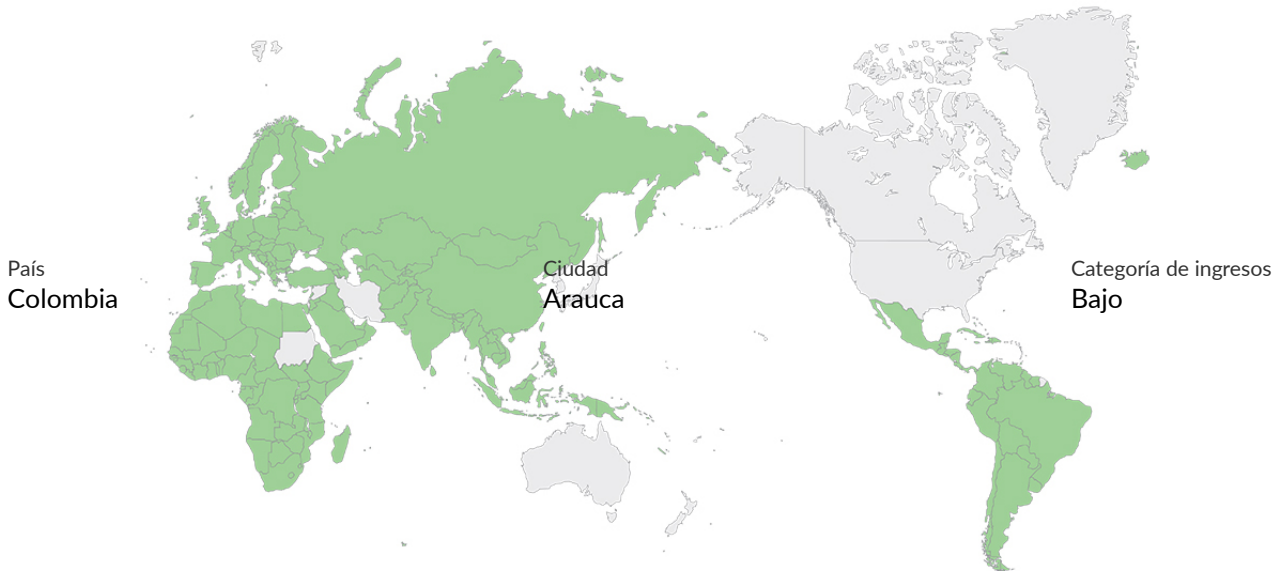 País
Colombia
Ciudad
Arauca
Categoría de ingresos
Bajo